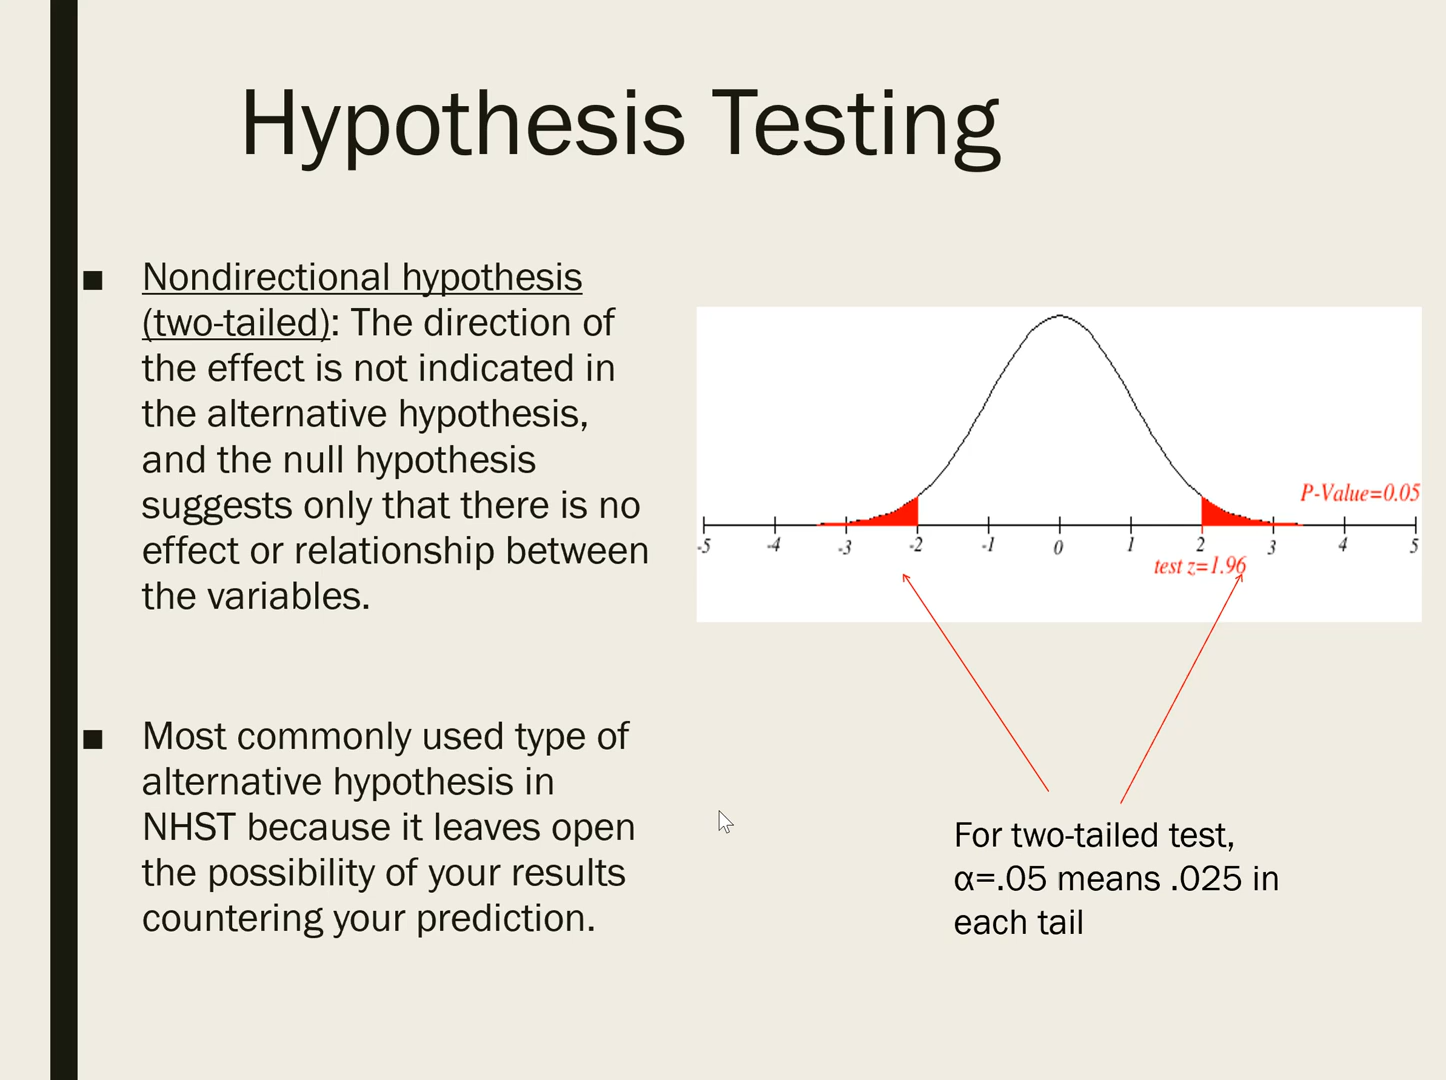 Hypothesis Testing
■ Nondirectional hypothesis
(two-tailed): The direction of
the effect is not indicated in
the alternative hypothesis,
and the null hypothesis
suggests only that there is no
effect or relationship between
the variables.
■ Most commonly used type of
alternative hypothesis in
NHST because it leaves open
the possibility of your results
countering your prediction.
P-Value=0.05
-5 -4 -3 -2 -1 0 1 2 3 4 5
test z=1.96
For two-tailed test,
α=.05 means .025 in
each tail